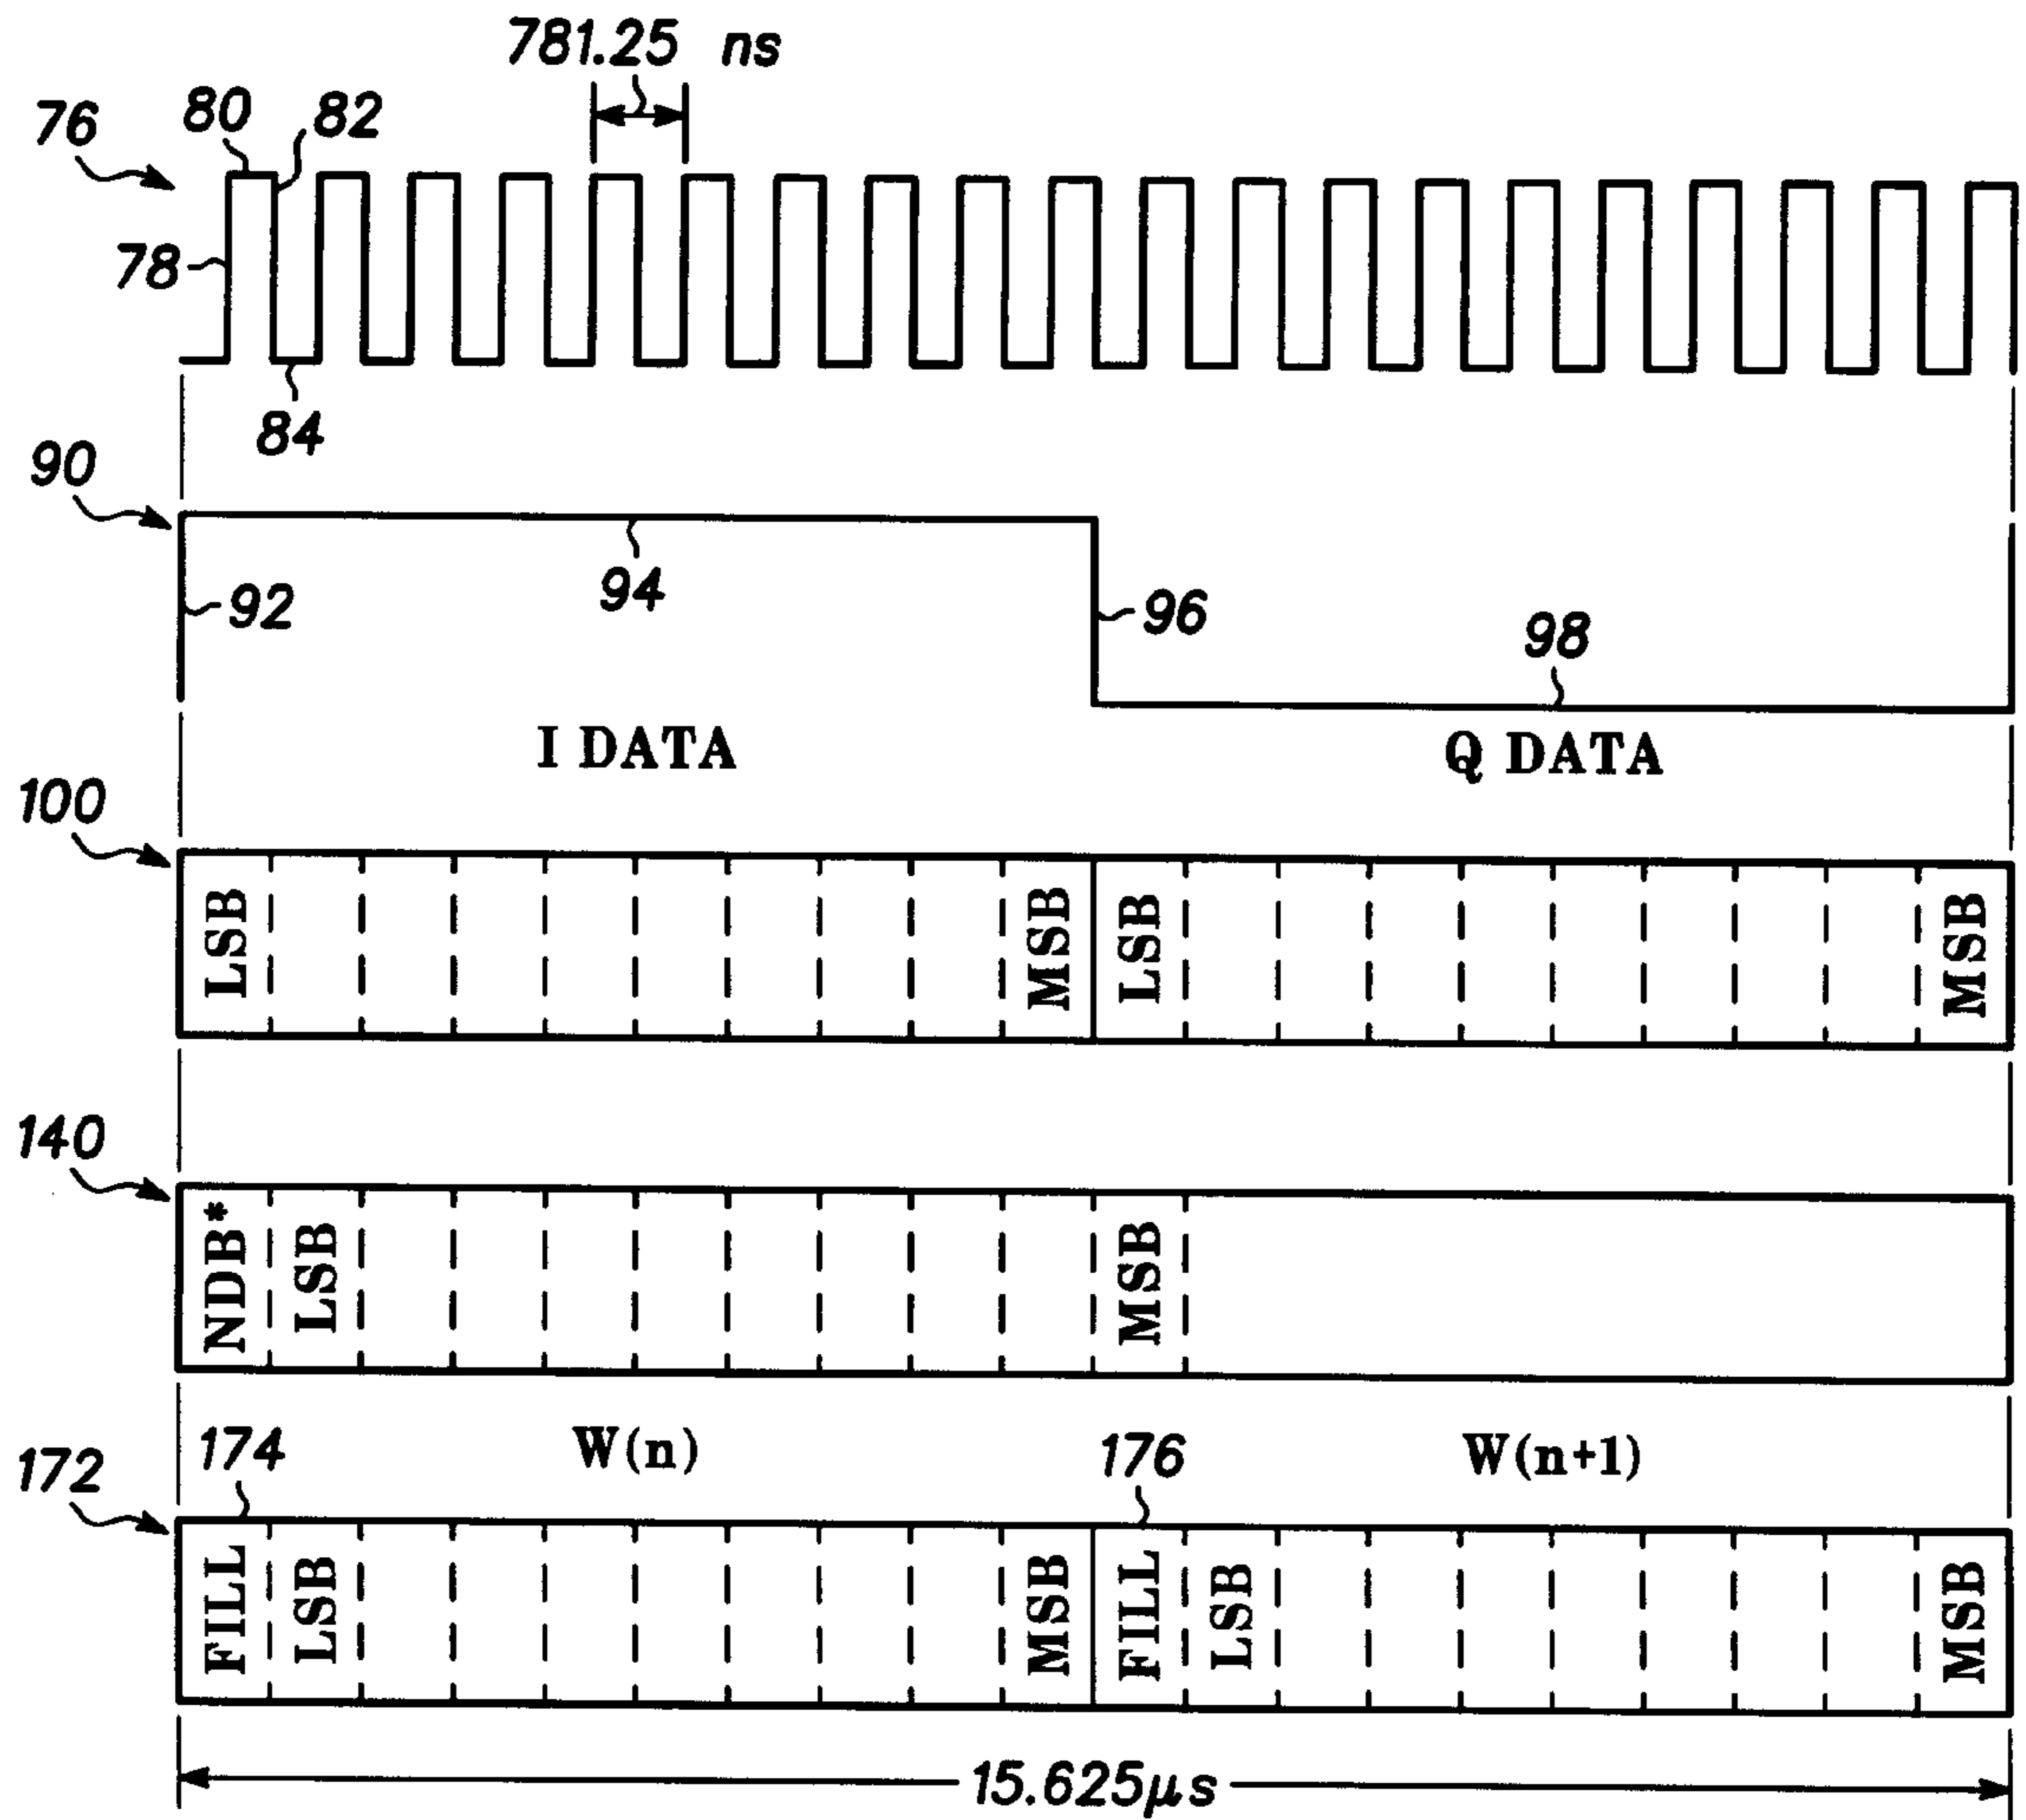 781.25 ns
76
80
82
78
84
90
92
94
96
98
I DATA
Q DATA
100
LSB
MSB
LSB
MSB
140
NDB*
LSB
MSB
172
174
W(n)
176
W(n+1)
FILL
LSB
MSB
FILL
LSB
MSB
15.625μs